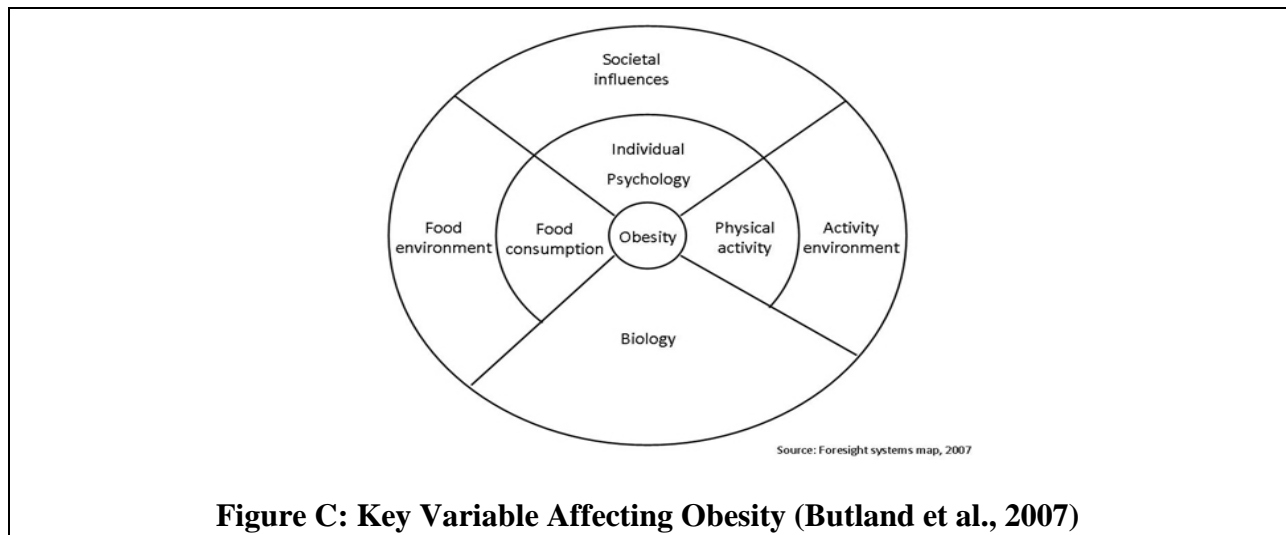 Societal
influences
Individual
Psychology
Food
environment
Food
consumption
Obesity
Physical
activity
Activity
environment
Biology
Source: Foresight systems map, 2007
Figure C: Key Variable Affecting Obesity (Butland et al., 2007)